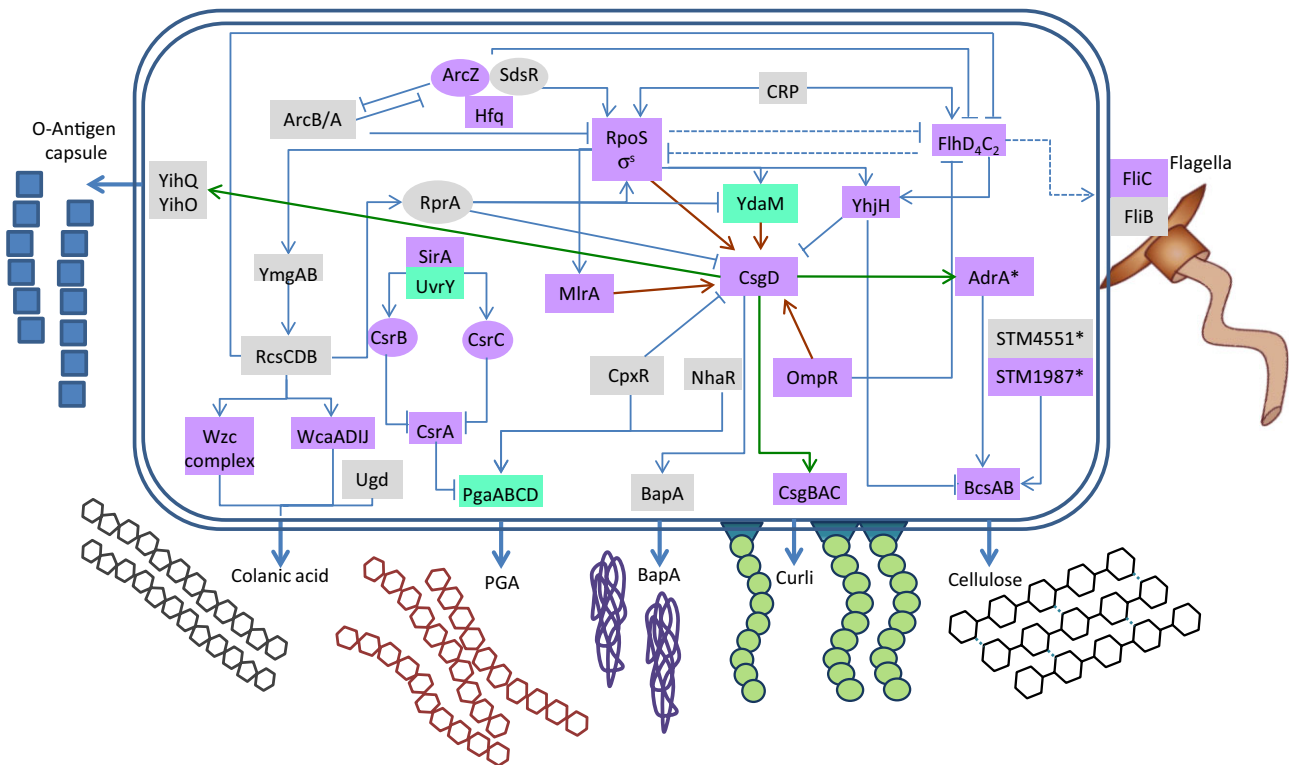 ArcZ
SdsR
Hfq
ArcB/A
CRP
RpoS
σˢ
FlhD₄C₂
O-Antigen
capsule
YihQ
YihO
Flagella
FliC
FliB
RprA
YdaM
YhjH
SirA
UvrY
YmgAB
MlrA
CsgD
AdrA*
CsrB
CsrC
RcsCDB
CpxR
NhaR
OmpR
STM4551*
STM1987*
Wzc
complex
WcaADIJ
CsrA
Ugd
PgaABCD
BapA
CsgBAC
BcsAB
Colanic acid
PGA
BapA
Curli
Cellulose